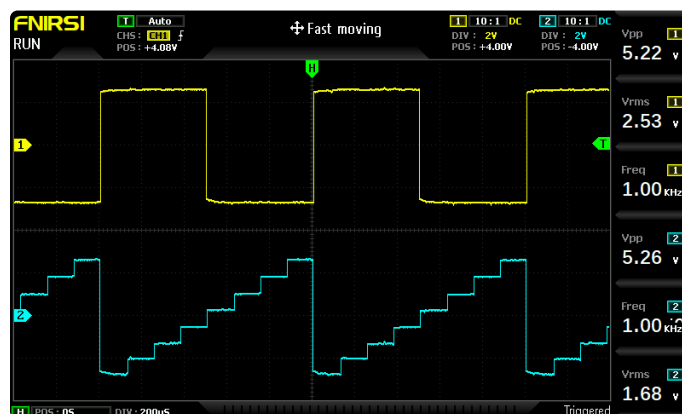 FNIRSI
RUN
T Auto
CHS: CH1
POS:+4.08V
Fast moving
1 10:1 DC
DIV: 2V
POS:+4.00V
2 10:1 DC
DIV: 2V
POS:-4.00V
H
1
T
2
Vpp 1
5.22 v
Vrms 1
2.53 v
Freq 1
1.00 KHz
Vpp 2
5.26 v
Freq 2
1.00 KHz
Vrms 2
1.68 v
H POS: 0S DIV: 200uS
Triggered